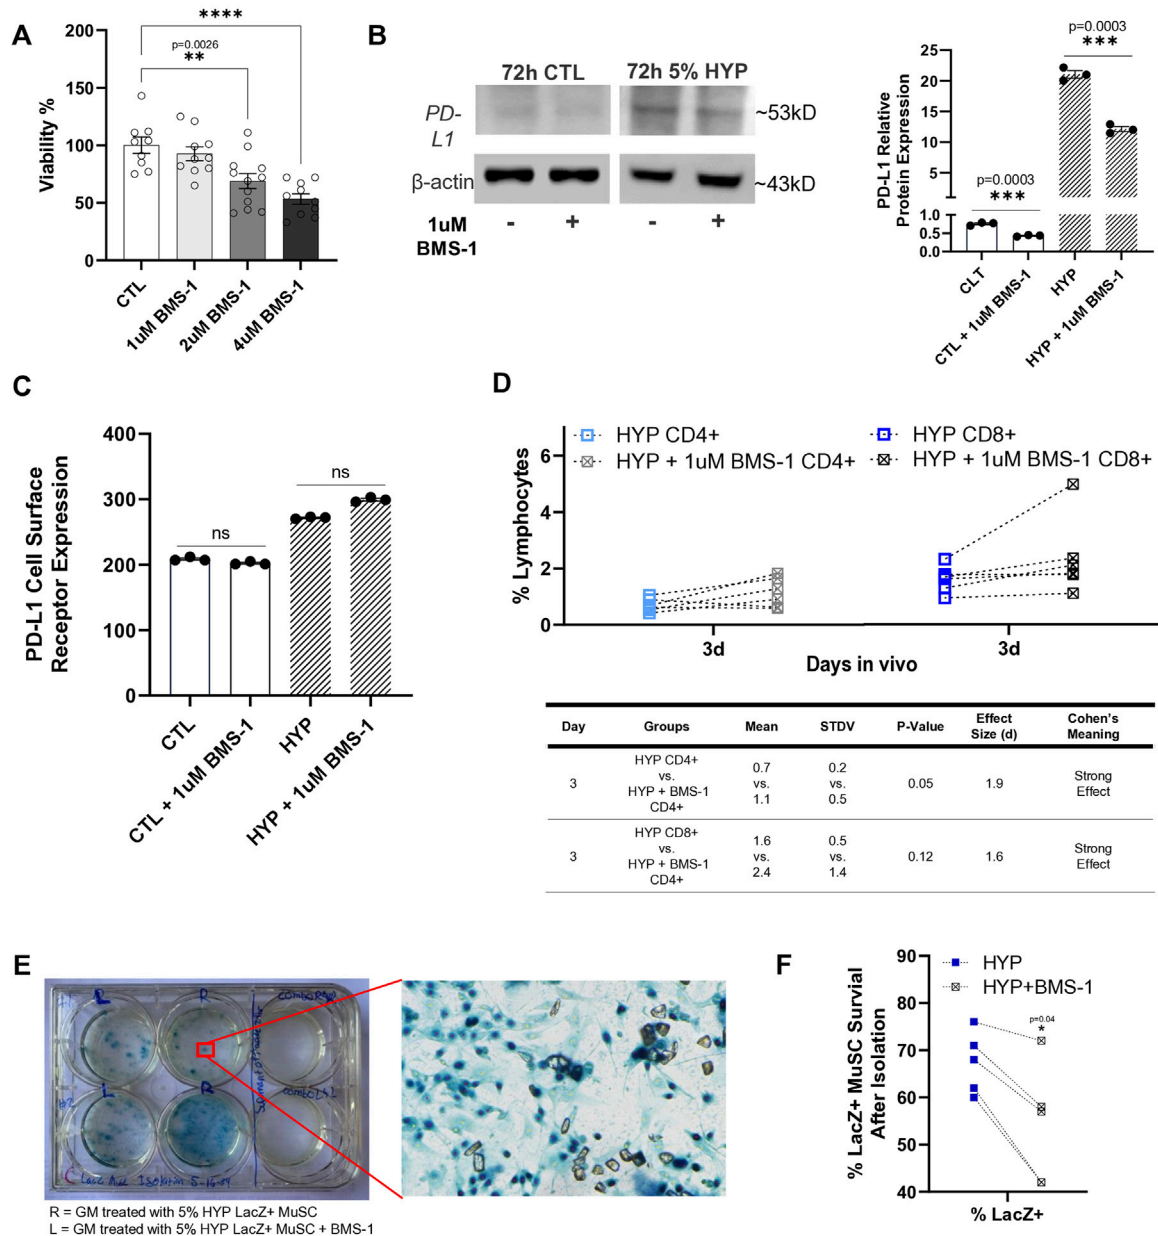 A
Viability %
200
150
100
50
0
****
p=0.0026
**
CTL
1uM BMS-1
2uM BMS-1
4uM BMS-1
B
72h CTL
72h 5% HYP
PD-
L1
~53kD
β-actin
~43kD
1uM
BMS-1
- + - +
PD-L1 Relative
Protein Expression
25
20
15
10
5
1.0
0.5
0.0
p=0.0003
***
p=0.0003
***
CLT
CTL + 1uM BMS-1
HYP
HYP + 1uM BMS-1
C
PD-L1 Cell Surface
Receptor Expression
400
300
200
100
0
ns
ns
CTL
CTL + 1uM BMS-1
HYP
HYP + 1uM BMS-1
D
% Lymphocytes
6
4
2
0
HYP CD4+
HYP + 1uM BMS-1 CD4+
HYP CD8+
HYP + 1uM BMS-1 CD8+
3d
3d
Days in vivo
Day Groups Mean STDV P-Value Effect Size (d) Cohen's Meaning
3 HYP CD4+ vs. HYP + BMS-1 CD4+ 0.7 vs. 1.1 0.2 vs. 0.5 0.05 1.9 Strong Effect
3 HYP CD8+ vs. HYP + BMS-1 CD4+ 1.6 vs. 2.4 0.5 vs. 1.4 0.12 1.6 Strong Effect
E
L
R
L
R
#2
R = GM treated with 5% HYP LacZ+ MuSC
L = GM treated with 5% HYP LacZ+ MuSC + BMS-1
F
% LacZ+ MuSC Survial
After Isolation
90
80
70
60
50
40
HYP
HYP+BMS-1
p=0.04
*
% LacZ+